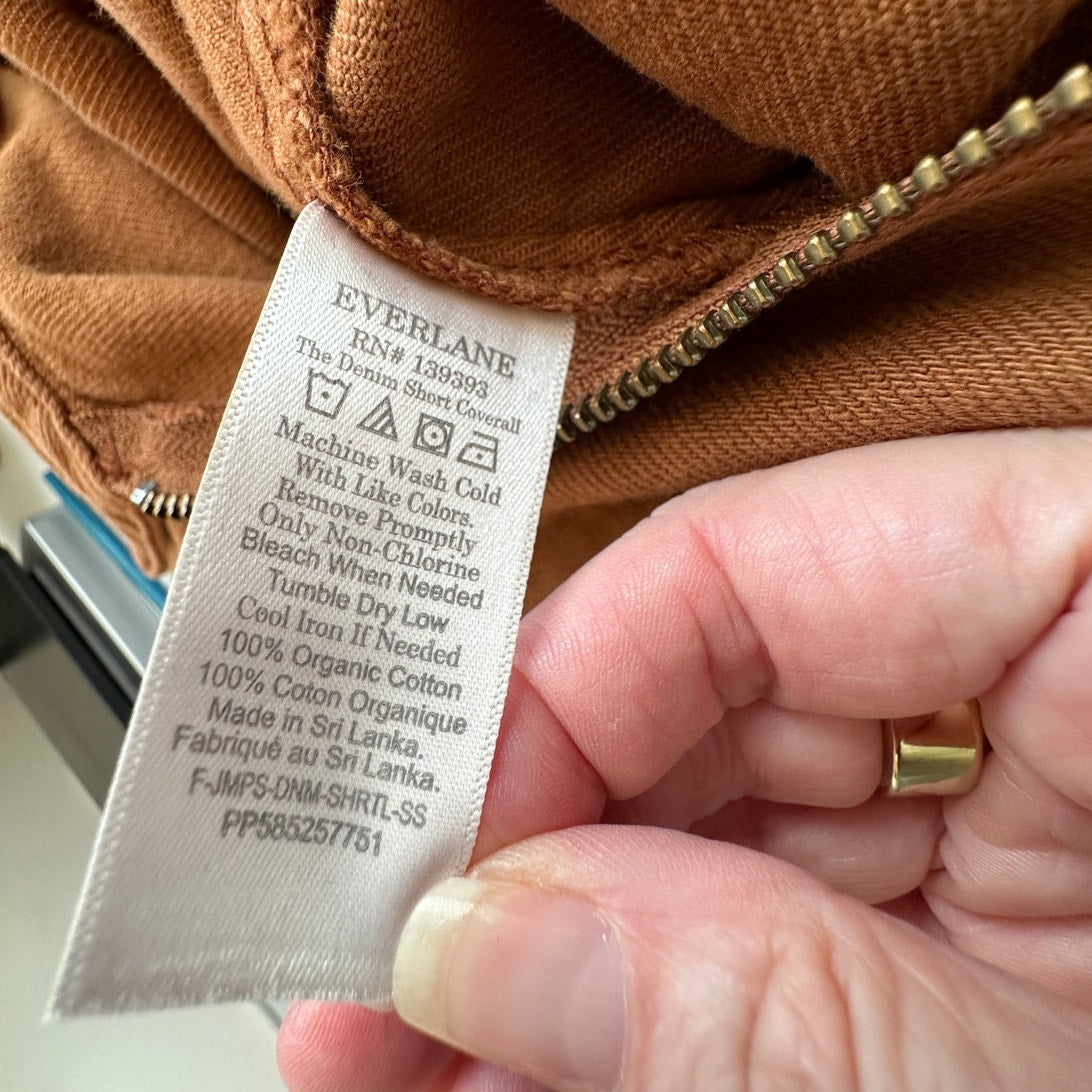 EVERLANE
RN# 139393
The Denim Short Coverall
Machine Wash Cold
With Like Colors.
Remove Promptly
Only Non-Chlorine
Bleach When Needed
Tumble Dry Low
Cool Iron If Needed
100% Organic Cotton
100% Coton Organique
Made in Sri Lanka.
Fabriqué au Sri Lanka.
F-JMPS-DNM-SHRTL-SS
PP585257751